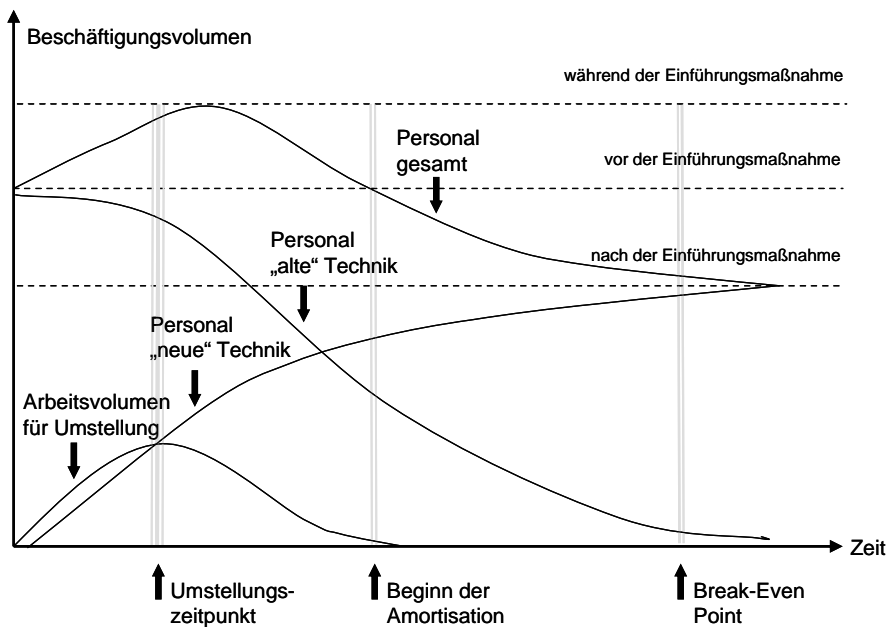 Beschäftigungsvolumen
während der Einführungsmaßnahme
Personal
gesamt
vor der Einführungsmaßnahme
Personal
„alte“ Technik
nach der Einführungsmaßnahme
Personal
„neue“ Technik
Arbeitsvolumen
für Umstellung
Zeit
Umstellungs-
zeitpunkt
Beginn der
Amortisation
Break-Even
Point